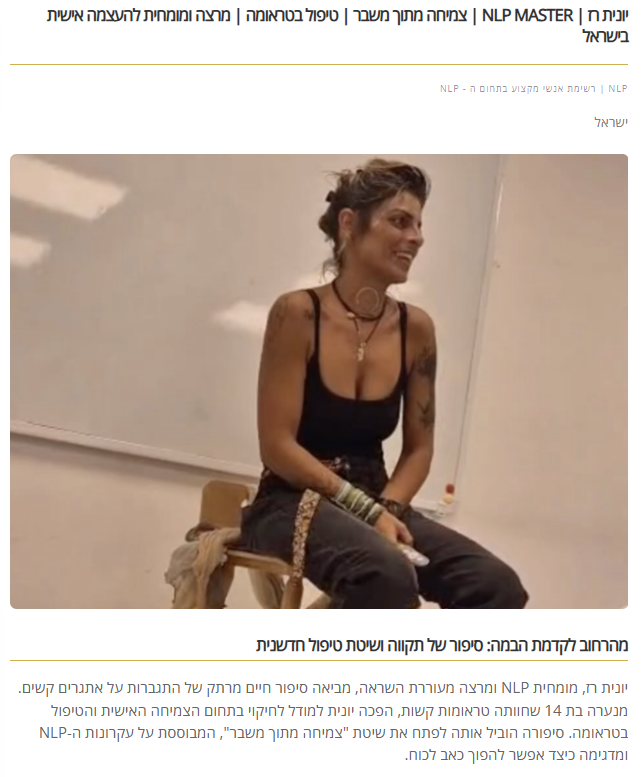 יונית רז | NLP MASTER | צמיחה מתוך משבר | טיפול בטראומה | מרצה ומומחית להעצמה אישית
בישראל
NLP | רשימת אנשי מקצוע בתחום ה - NLP
ישראל
מהרחוב לקדמת הבמה: סיפור של תקווה ושיטת טיפול חדשנית
יונית רז, מומחית NLP ומרצה מעוררת השראה, מביאה סיפור חיים מרתק של התגברות על אתגרים קשים.
מנערה בת 14 שחוותה טראומות קשות, הפכה יונית למודל לחיקוי בתחום הצמיחה האישית והטיפול
בטראומה. סיפורה הוביל אותה לפתח את שיטת "צמיחה מתוך משבר", המבוססת על עקרונות ה-NLP
ומדגימה כיצד אפשר להפוך כאב לכוח.